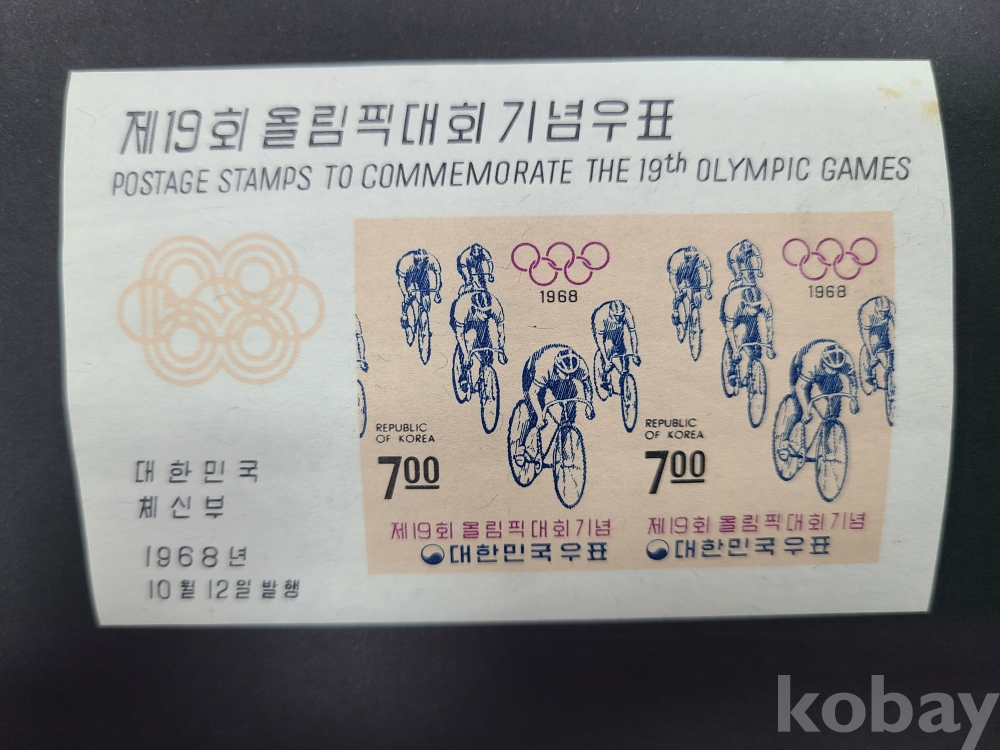 제19회 올림픽대회기념우표
POSTAGE STAMPS TO COMMEMORATE THE 19th OLYMPIC GAMES
68
1968
1968
REPUBLIC
OF KOREA
700
REPUBLIC
OF KOREA
700
제19회 올림픽대회기념
대한민국우표
제19회 올림픽대회기념
대한민국우표
대한민국
체신부
1968년
10월 12일 발행
kobay